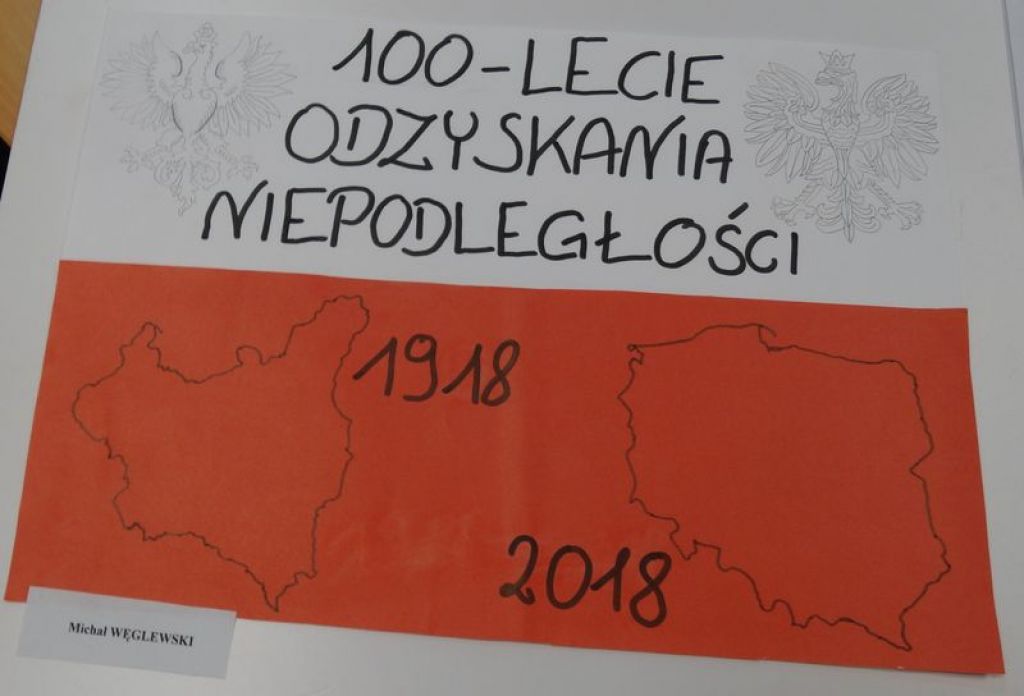 100-LECIE
ODZYSKANIA
NIEPODLEGŁOŚCI
1918
2018
Michał WĘGLEWSKI